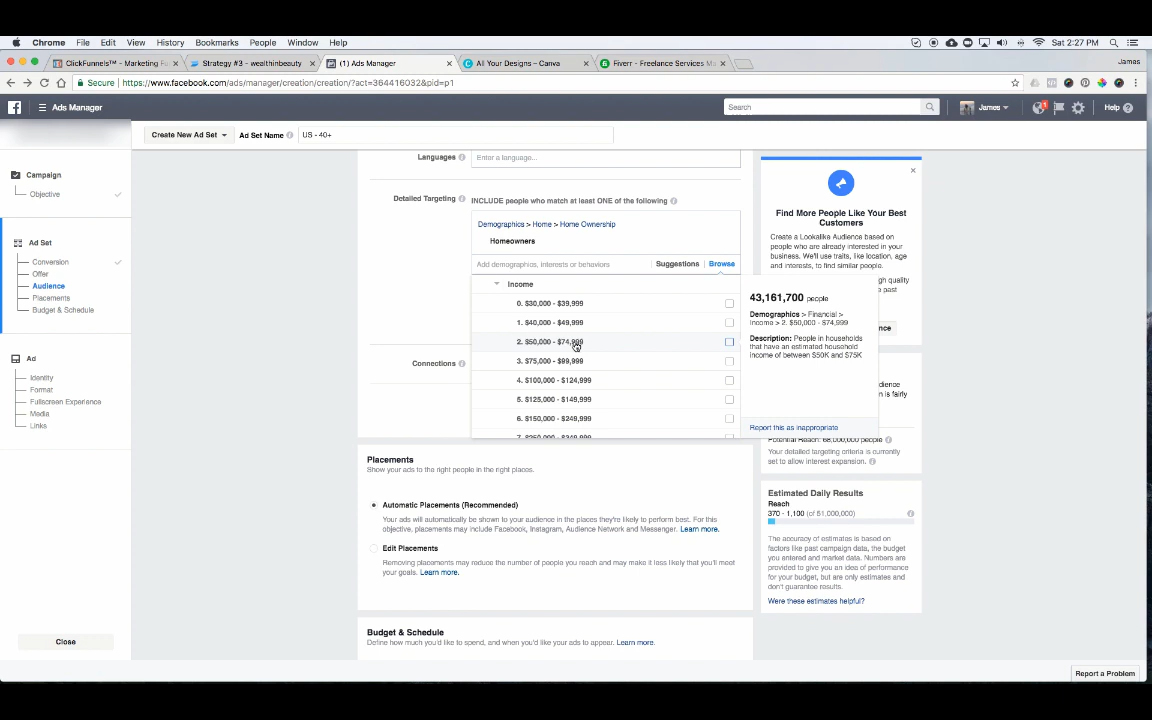 Chrome File Edit View History Bookmarks People Window Help
Sat 2:27 PM
ClickFunnels™ - Marketing Fu
Strategy #3 - wealthinbeauty
(1) Ads Manager
All Your Designs – Canva
Fiverr - Freelance Services Ma
James
Secure https://www.facebook.com/ads/manager/creation/creation/?act=364416032&pid=p1
Ads Manager
Search
James
Help
Create New Ad Set
Ad Set Name
US - 40+
Campaign
Objective
Ad Set
Conversion
Offer
Audience
Placements
Budget & Schedule
Ad
Identity
Format
Fullscreen Experience
Media
Links
Close
Languages
Enter a language...
Detailed Targeting
INCLUDE people who match at least ONE of the following
Demographics > Home > Home Ownership
Homeowners
Add demographics, interests or behaviors
Suggestions
Browse
Income
0. $30,000 - $39,999
1. $40,000 - $49,999
2. $50,000 - $74,999
3. $75,000 - $99,999
4. $100,000 - $124,999
5. $125,000 - $149,999
6. $150,000 - $249,999
7. $250,000 - $349,999
Connections
43,161,700 people
Demographics > Financial >
Income > 2. $50,000 - $74,999
Description: People in households
that have an estimated household
income of between $50K and $75K
Report this as inappropriate
Placements
Show your ads to the right people in the right places.
Automatic Placements (Recommended)
Your ads will automatically be shown to your audience in the places they're likely to perform best. For this
objective, placements may include Facebook, Instagram, Audience Network and Messenger. Learn more.
Edit Placements
Removing placements may reduce the number of people you reach and may make it less likely that you'll meet
your goals. Learn more.
Budget & Schedule
Define how much you'd like to spend, and when you'd like your ads to appear. Learn more.
Find More People Like Your Best
Customers
Create a Lookalike Audience based on
people who are already interested in your
business. We'll use traits, like location, age
and interests, to find similar people.
gh quality
e past
nce
dience
n is fairly
Potential Reach: 68,000,000 people
Your detailed targeting criteria is currently
set to allow interest expansion.
Estimated Daily Results
Reach
370 - 1,100 (of 51,000,000)
The accuracy of estimates is based on
factors like past campaign data, the budget
you entered and market data. Numbers are
provided to give you an idea of performance
for your budget, but are only estimates and
don't guarantee results.
Were these estimates helpful?
Report a Problem